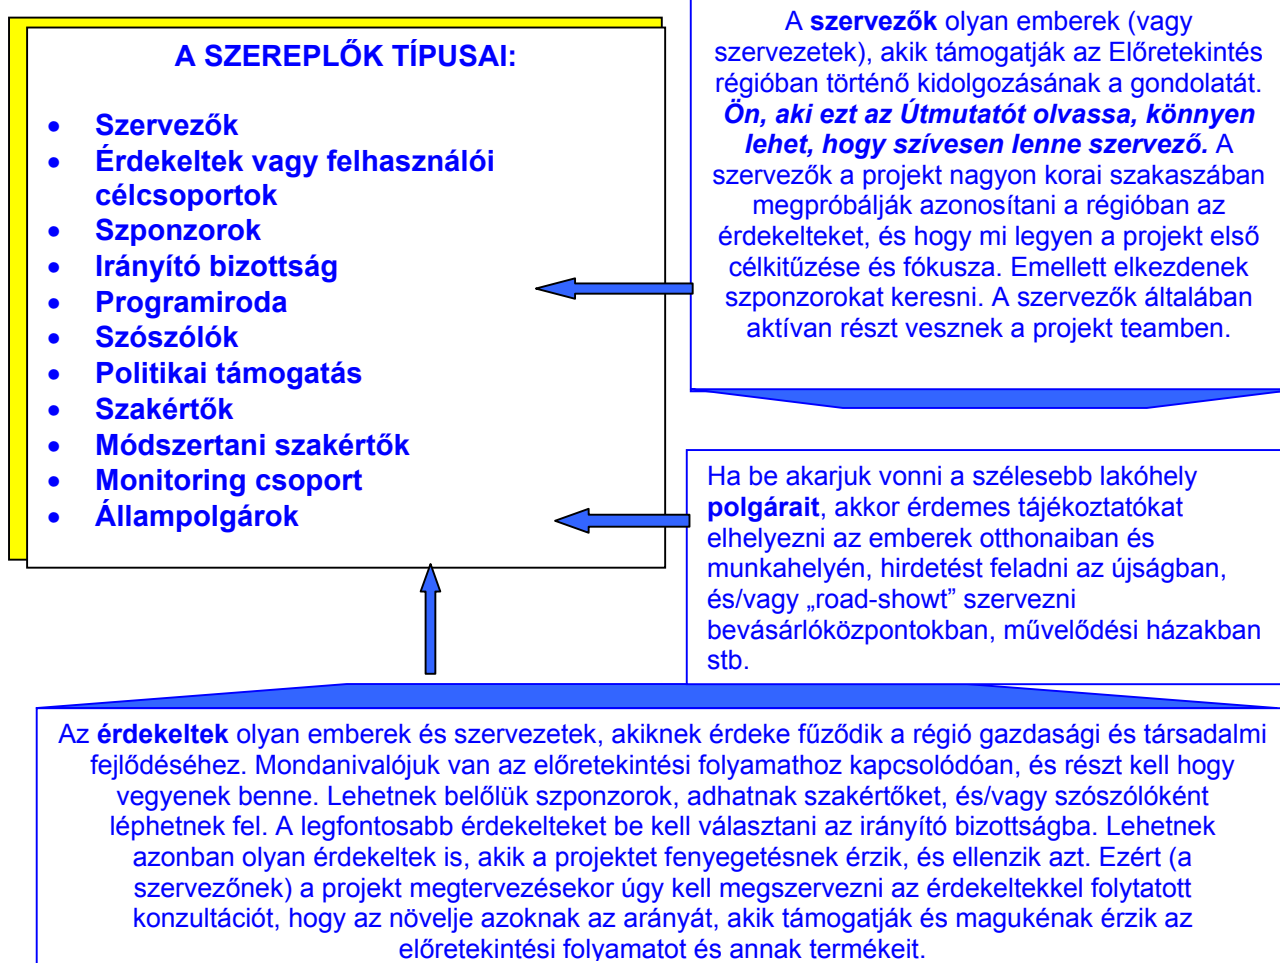 A SZEREPLŐK TÍPUSAI:
• Szervezők
• Érdekeltek vagy felhasználói
célcsoportok
• Szponzorok
• Irányító bizottság
• Programiroda
• Szószólók
• Politikai támogatás
• Szakértők
• Módszertani szakértők
• Monitoring csoport
• Állampolgárok
A szervezők olyan emberek (vagy
szervezetek), akik támogatják az Előretekintés
régióban történő kidolgozásának a gondolatát.
Ön, aki ezt az Útmutatót olvassa, könnyen
lehet, hogy szívesen lenne szervező. A
szervezők a projekt nagyon korai szakaszában
megpróbálják azonosítani a régióban az
érdekelteket, és hogy mi legyen a projekt első
célkitűzése és fókusza. Emellett elkezdenek
szponzorokat keresni. A szervezők általában
aktívan részt vesznek a projekt teamben.
Ha be akarjuk vonni a szélesebb lakóhely
polgárait, akkor érdemes tájékoztatókat
elhelyezni az emberek otthonaiban és
munkahelyén, hirdetést feladni az újságban,
és/vagy „road-showt” szervezni
bevásárlóközpontokban, művelődési házakban
stb.
Az érdekeltek olyan emberek és szervezetek, akiknek érdeke fűződik a régió gazdasági és társadalmi
fejlődéséhez. Mondanivalójuk van az előretekintési folyamathoz kapcsolódóan, és részt kell hogy
vegyenek benne. Lehetnek belőlük szponzorok, adhatnak szakértőket, és/vagy szószólóként
léphetnek fel. A legfontosabb érdekelteket be kell választani az irányító bizottságba. Lehetnek
azonban olyan érdekeltek is, akik a projektet fenyegetésnek érzik, és ellenzik azt. Ezért (a
szervezőnek) a projekt megtervezésekor úgy kell megszervezni az érdekeltekkel folytatott
konzultációt, hogy az növelje azoknak az arányát, akik támogatják és magukénak érzik az
előretekintési folyamatot és annak termékeit.